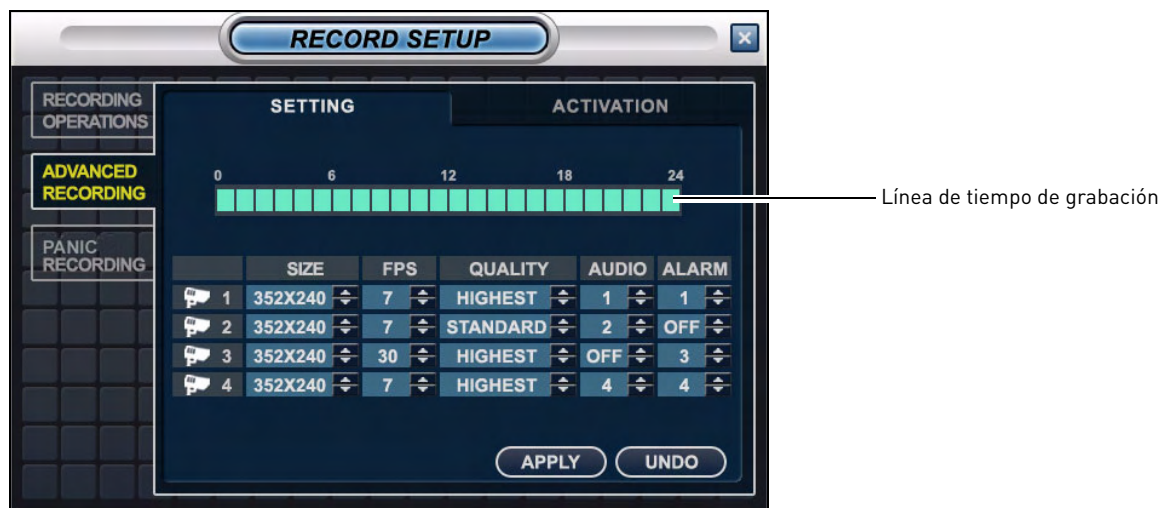 RECORD SETUP
RECORDING
OPERATIONS
ADVANCED
RECORDING
PANIC
RECORDING
SETTING ACTIVATION
0 6 12 18 24
Línea de tiempo de grabación
SIZE FPS QUALITY AUDIO ALARM
1 352X240 7 HIGHEST 1 1
2 352X240 7 STANDARD 2 OFF
3 352X240 30 HIGHEST OFF 3
4 352X240 7 HIGHEST 4 4
APPLY UNDO